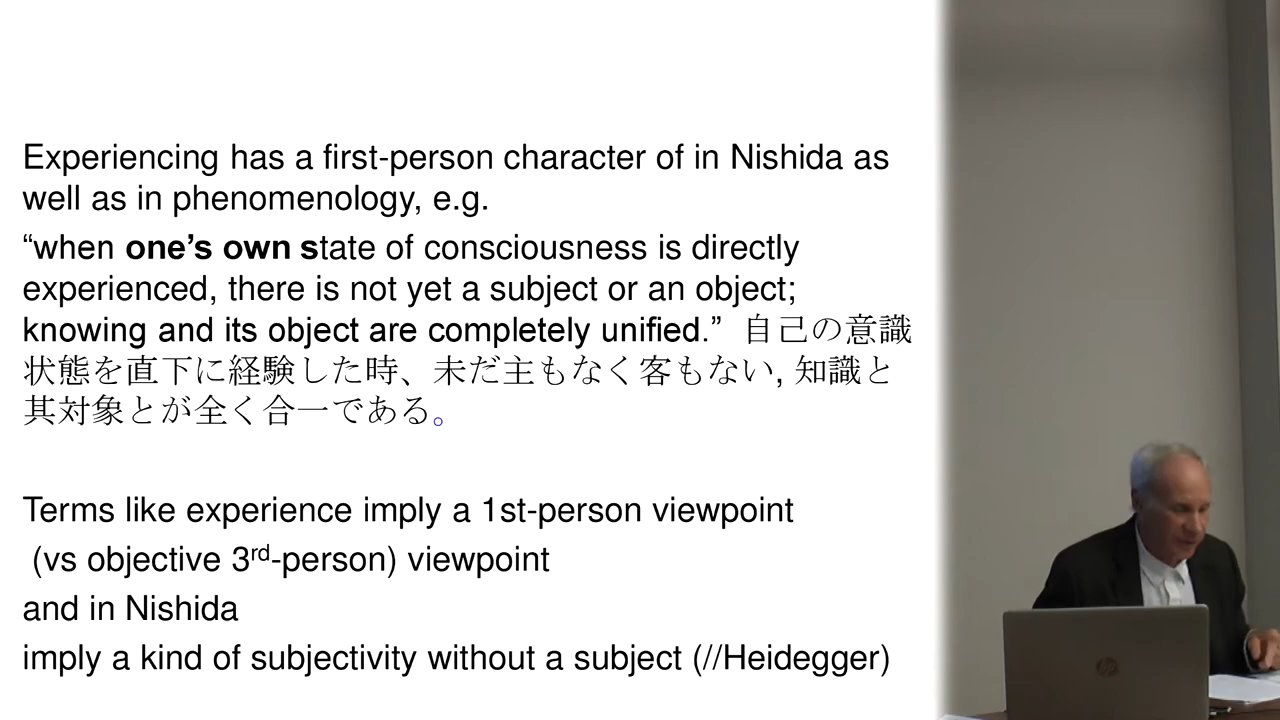 Experiencing has a first-person character of in Nishida as
well as in phenomenology, e.g.
“when one’s own state of consciousness is directly
experienced, there is not yet a subject or an object;
knowing and its object are completely unified.” 自己の意識
状態を直下に経験した時、未だ主もなく客もない, 知識と
其対象とが全く合一である。
Terms like experience imply a 1st-person viewpoint
(vs objective 3rd-person) viewpoint
and in Nishida
imply a kind of subjectivity without a subject (//Heidegger)
hp